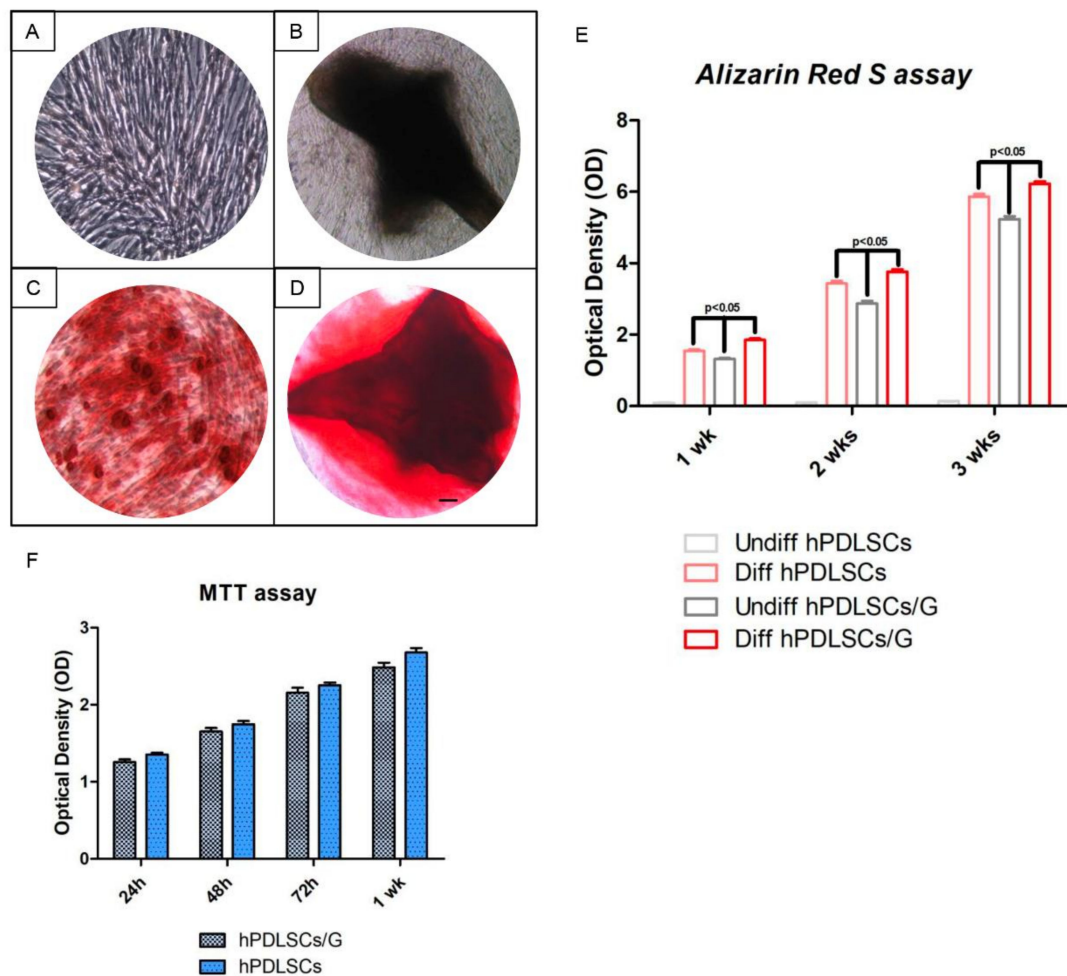 A
B
C
D
E
Alizarin Red S assay
Optical Density (OD)
8
6
4
2
0
p<0.05
p<0.05
p<0.05
1 wk
2 wks
3 wks
Undiff hPDLSCs
Diff hPDLSCs
Undiff hPDLSCs/G
Diff hPDLSCs/G
F
MTT assay
Optical Density (OD)
3
2
1
0
24h
48h
72h
1 wk
hPDLSCs/G
hPDLSCs